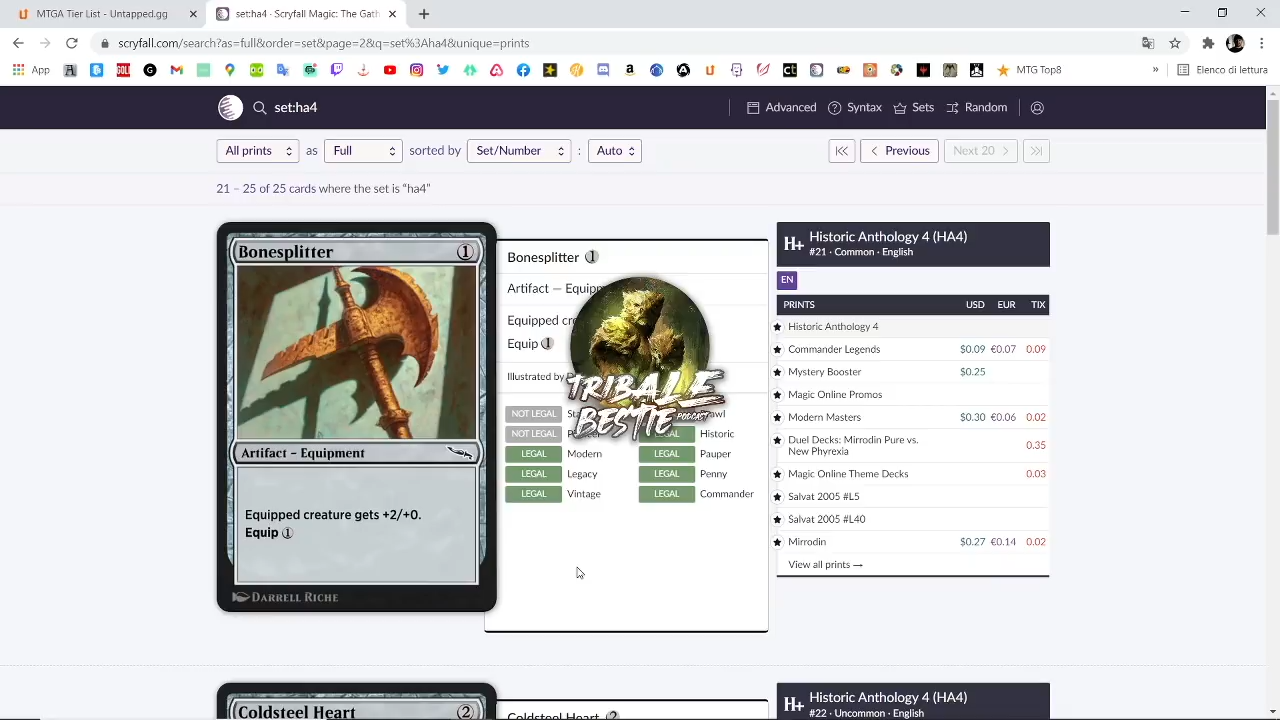 MTGA Tier List - Untapped.gg
set:ha4 - Scryfall Magic: The Gath
scryfall.com/search?as=full&order=set&page=2&q=set%3Aha4&unique=prints
App
MTG Top8
»
Elenco di lettura
set:ha4
Advanced
Syntax
Sets
Random
All prints as Full sorted by Set/Number : Auto
Previous
Next 20
21 – 25 of 25 cards where the set is “ha4”
Bonesplitter 1
Artifact – Equipment
Equipped creature gets +2/+0.
Equip 1
Darrell Riche
Bonesplitter 1
Artifact — Equip
Equipped
Equip 1
Illustrated by
NOT LEGAL
NOT LEGAL
LEGAL Historic
LEGAL Modern LEGAL Pauper
LEGAL Legacy LEGAL Penny
LEGAL Vintage LEGAL Commander
TRIBALE
BESTIE PODCAST
H+ Historic Anthology 4 (HA4)
#21 · Common · English
EN
PRINTS USD EUR TIX
Historic Anthology 4
Commander Legends $0.09 €0.07 0.09
Mystery Booster $0.25
Magic Online Promos
Modern Masters $0.30 €0.06 0.02
Duel Decks: Mirrodin Pure vs.
New Phyrexia 0.35
Magic Online Theme Decks 0.03
Salvat 2005 #L5
Salvat 2005 #L40
Mirrodin $0.27 €0.14 0.02
View all prints →
Coldsteel Heart 2
Coldsteel Heart 2
H+ Historic Anthology 4 (HA4)
#22 · Uncommon · English